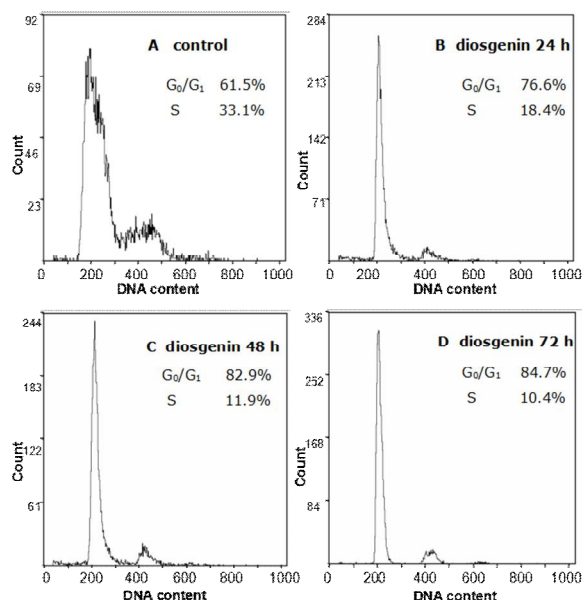 A control
G₀/G₁ 61.5%
S 33.1%
92
69
46
23
Count
0 200 400 600 800 1000
DNA content
B diosgenin 24 h
G₀/G₁ 76.6%
S 18.4%
284
213
142
71
Count
0 200 400 600 800 1000
DNA content
C diosgenin 48 h
G₀/G₁ 82.9%
S 11.9%
244
183
122
61
Count
0 200 400 600 800 1000
DNA content
D diosgenin 72 h
G₀/G₁ 84.7%
S 10.4%
336
252
168
84
Count
0 200 400 600 800 1000
DNA content